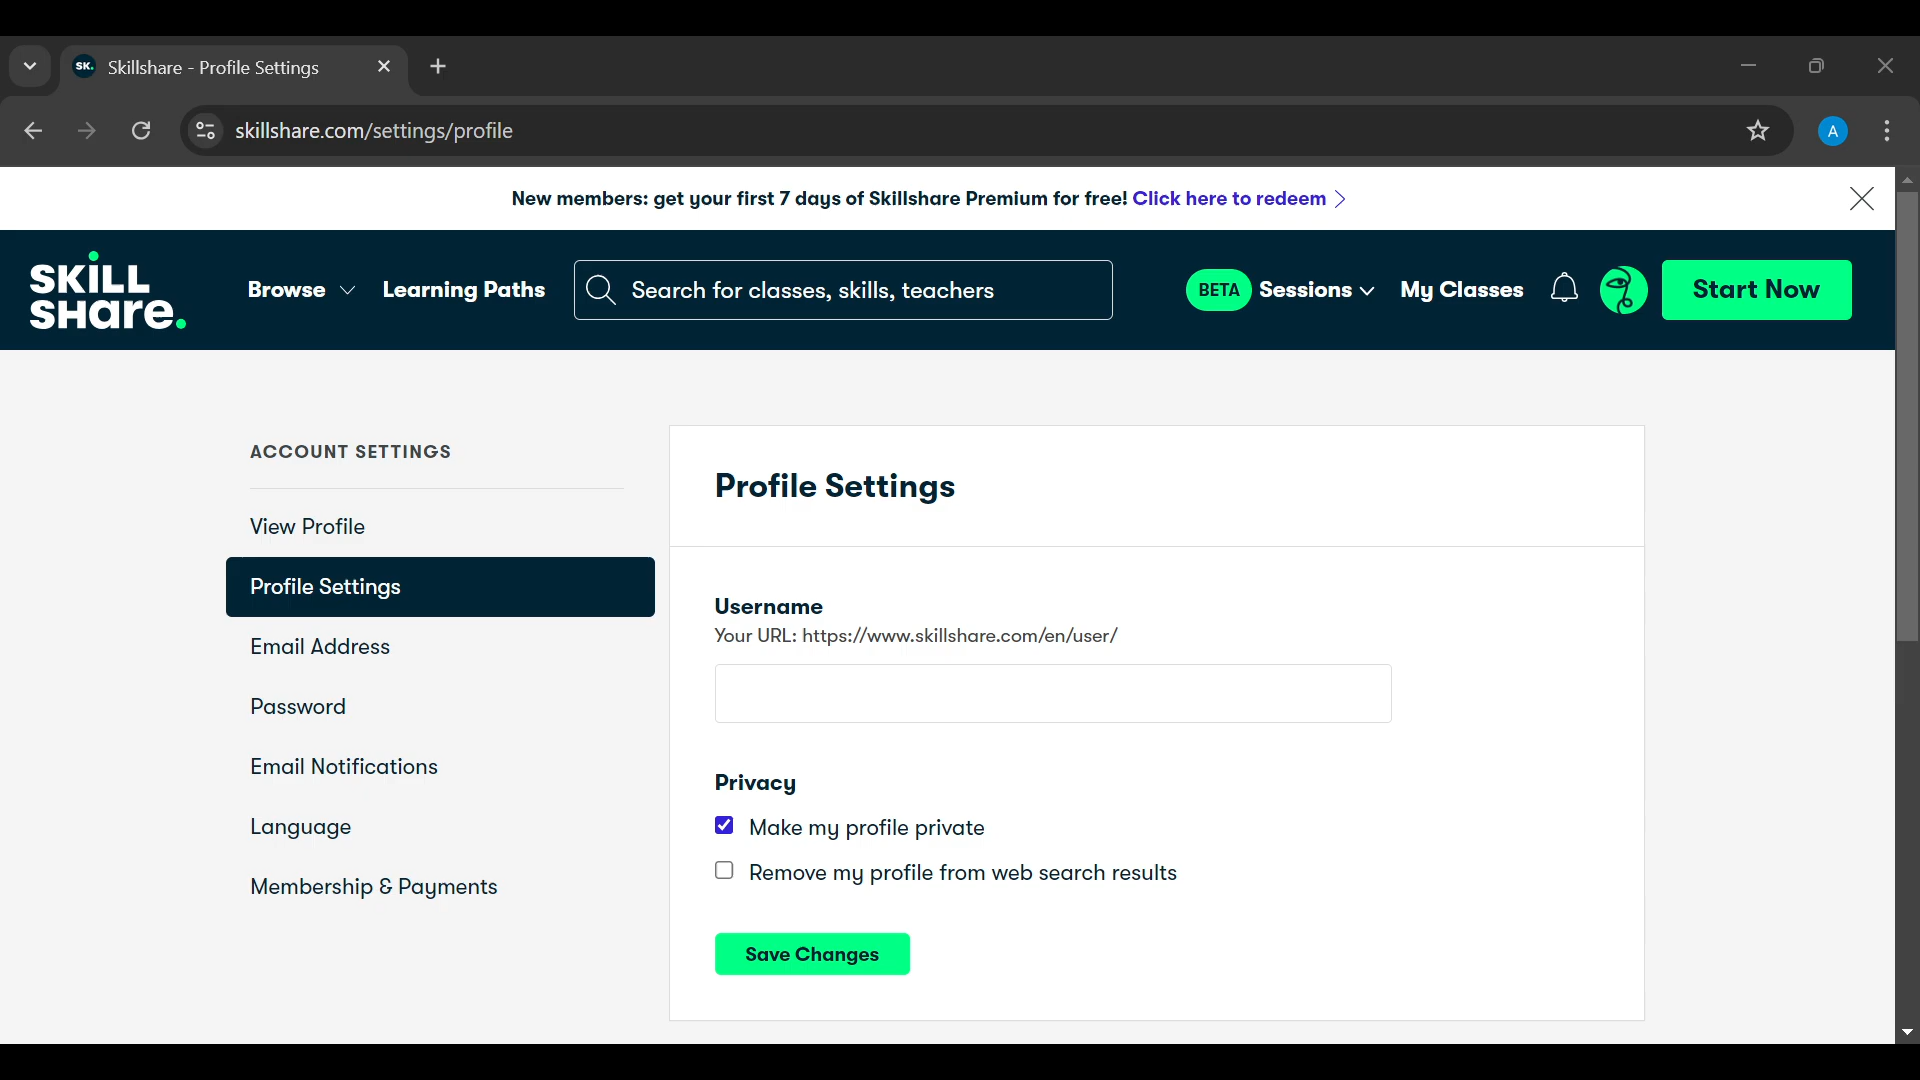 SK.
Skillshare - Profile Settings
skillshare.com/settings/profile
A
New members: get your first 7 days of Skillshare Premium for free! Click here to redeem
SKILL
SHare.
Browse
Learning Paths
Search for classes, skills, teachers
BETA
Sessions
My Classes
Start Now
ACCOUNT SETTINGS
View Profile
Profile Settings
Email Address
Password
Email Notifications
Language
Membership & Payments
Profile Settings
Username
Your URL: https://www.skillshare.com/en/user/
Privacy
Make my profile private
Remove my profile from web search results
Save Changes